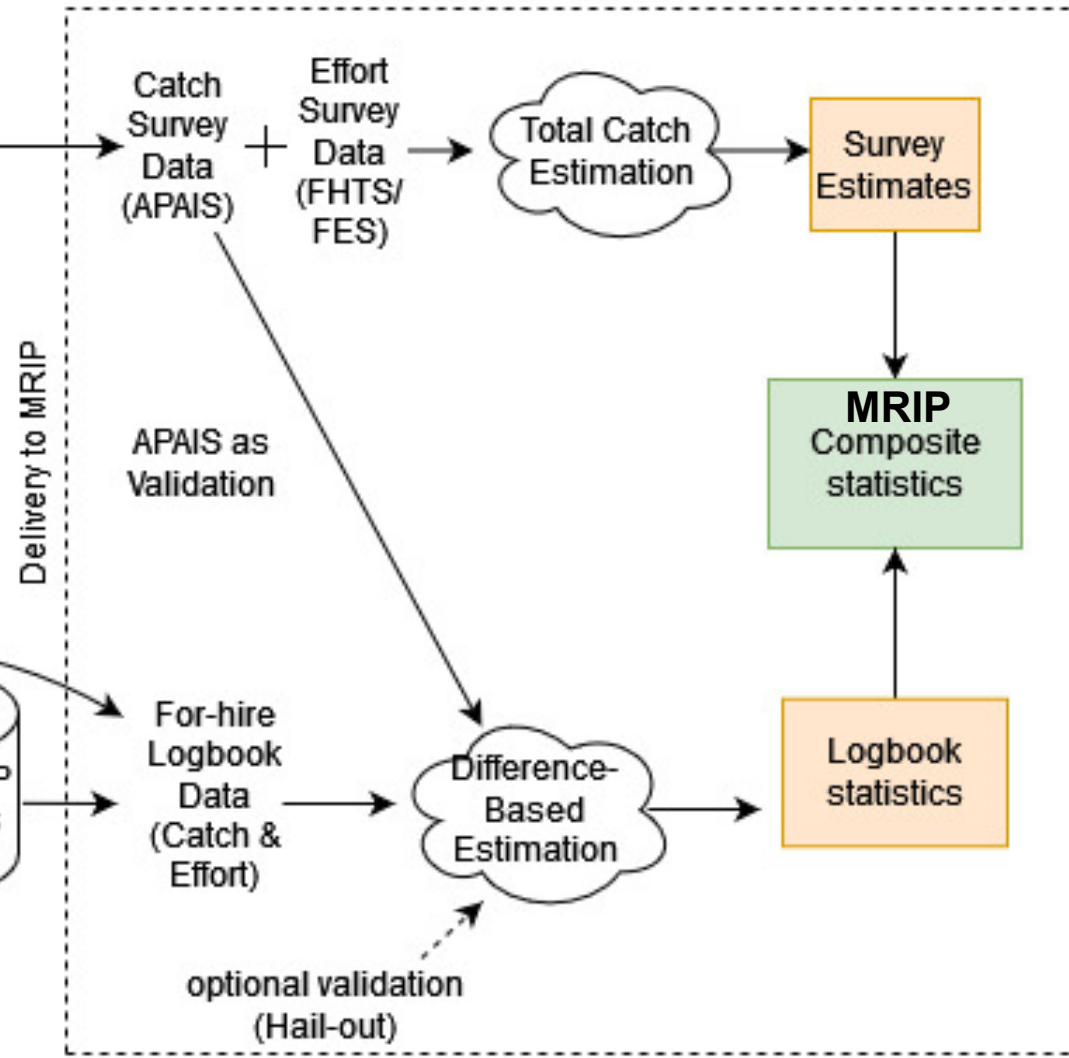 Catch
Survey
Data
(APAIS)
+
Effort
Survey
Data
(FHTS/
FES)
Total Catch
Estimation
Survey
Estimates
Delivery to MRIP
APAIS as
Validation
MRIP
Composite
statistics
For-hire
Logbook
Data
(Catch &
Effort)
Difference-
Based
Estimation
Logbook
statistics
optional validation
(Hail-out)